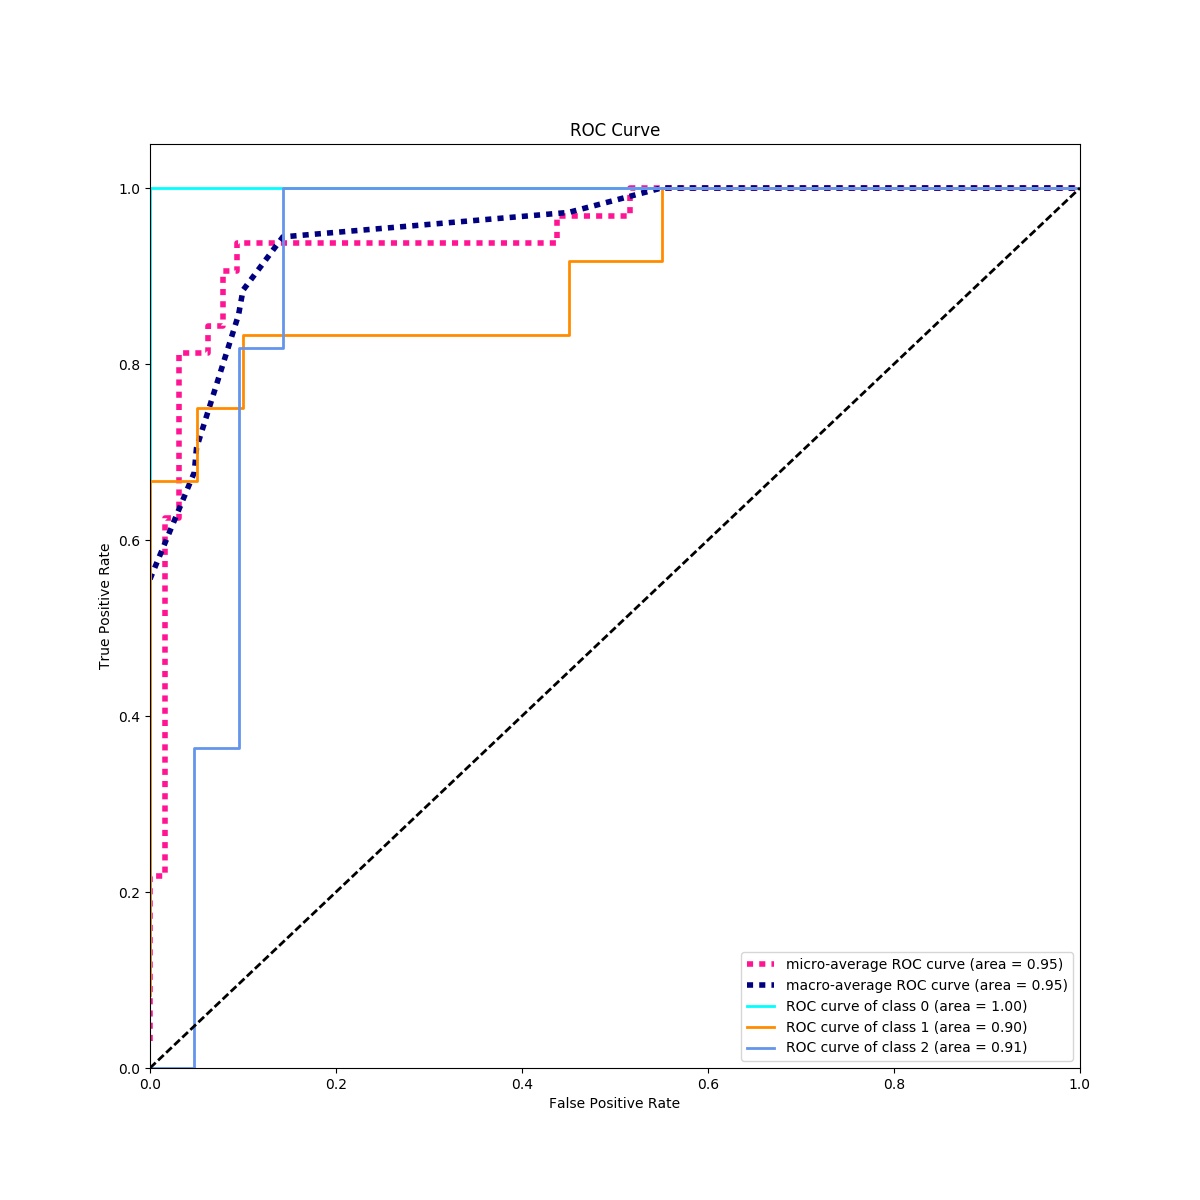 ROC Curve
1.0
0.8
0.6
0.4
0.2
0.0
True Positive Rate
0.0 0.2 0.4 0.6 0.8 1.0
False Positive Rate
micro-average ROC curve (area = 0.95)
macro-average ROC curve (area = 0.95)
ROC curve of class 0 (area = 1.00)
ROC curve of class 1 (area = 0.90)
ROC curve of class 2 (area = 0.91)